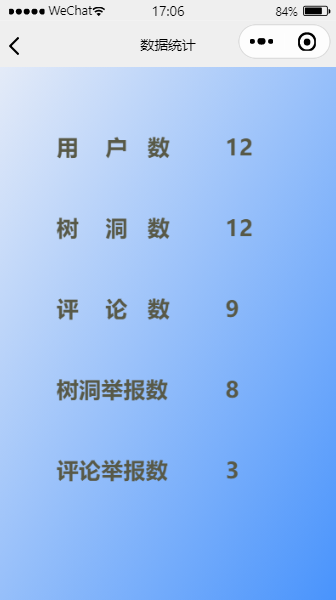 WeChat 17:06 84%
数据统计
用 户 数 12
树 洞 数 12
评 论 数 9
树洞举报数 8
评论举报数 3